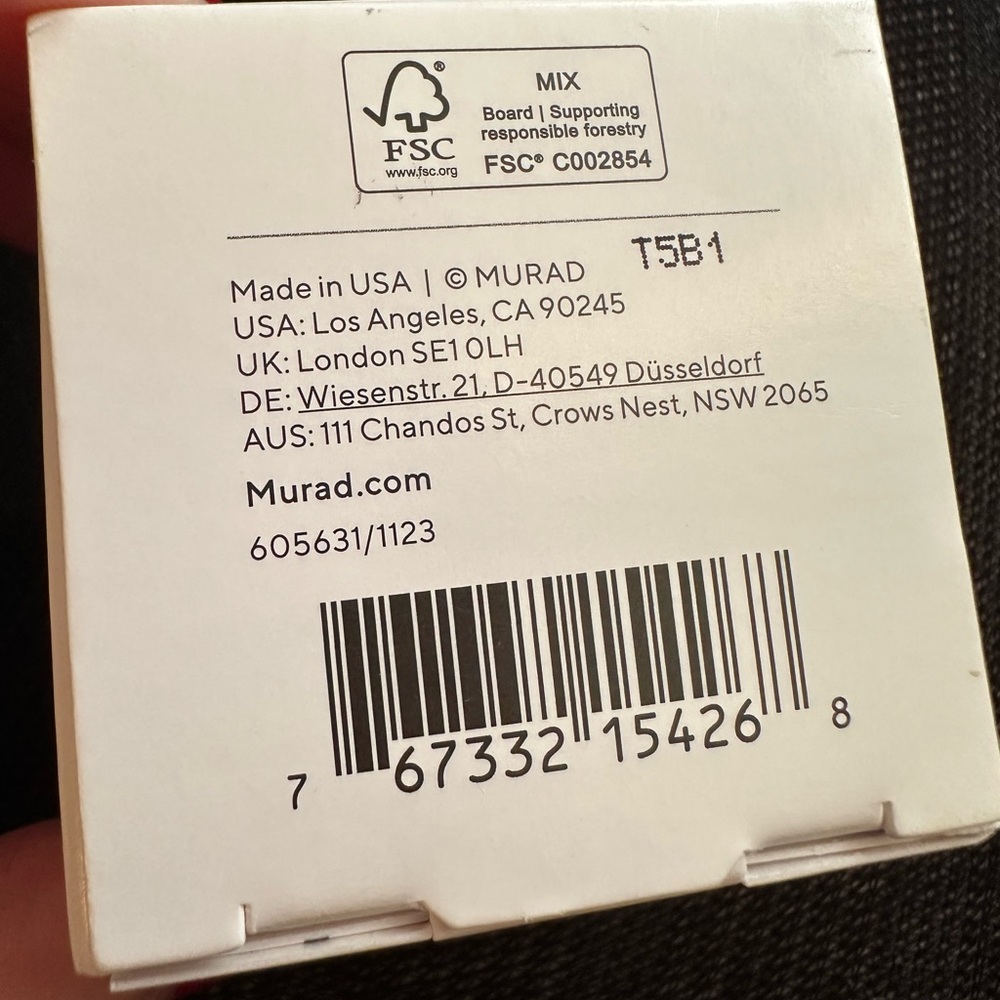 MIX
Board | Supporting
responsible forestry
FSC® C002854
®
FSC
www.fsc.org
T5B1
Made in USA | © MURAD
USA: Los Angeles, CA 90245
UK: London SE1 0LH
DE: Wiesenstr. 21, D-40549 Düsseldorf
AUS: 111 Chandos St, Crows Nest, NSW 2065
Murad.com
605631/1123
7 67332 15426 8